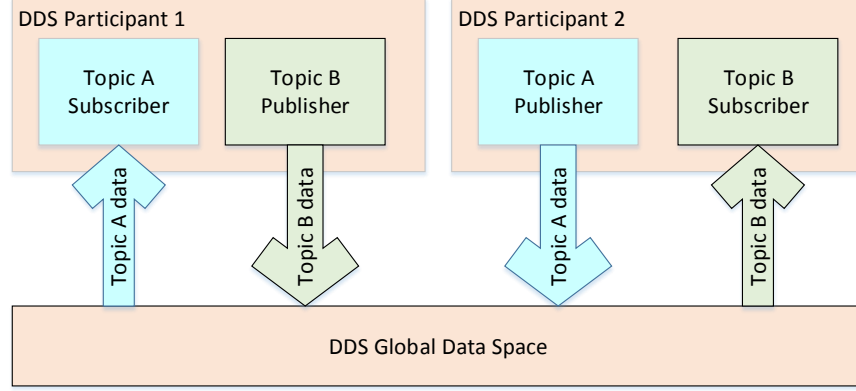 DDS Participant 1
Topic A
Subscriber
Topic B
Publisher
DDS Participant 2
Topic A
Publisher
Topic B
Subscriber
Topic A data
Topic B data
Topic A data
Topic B data
DDS Global Data Space